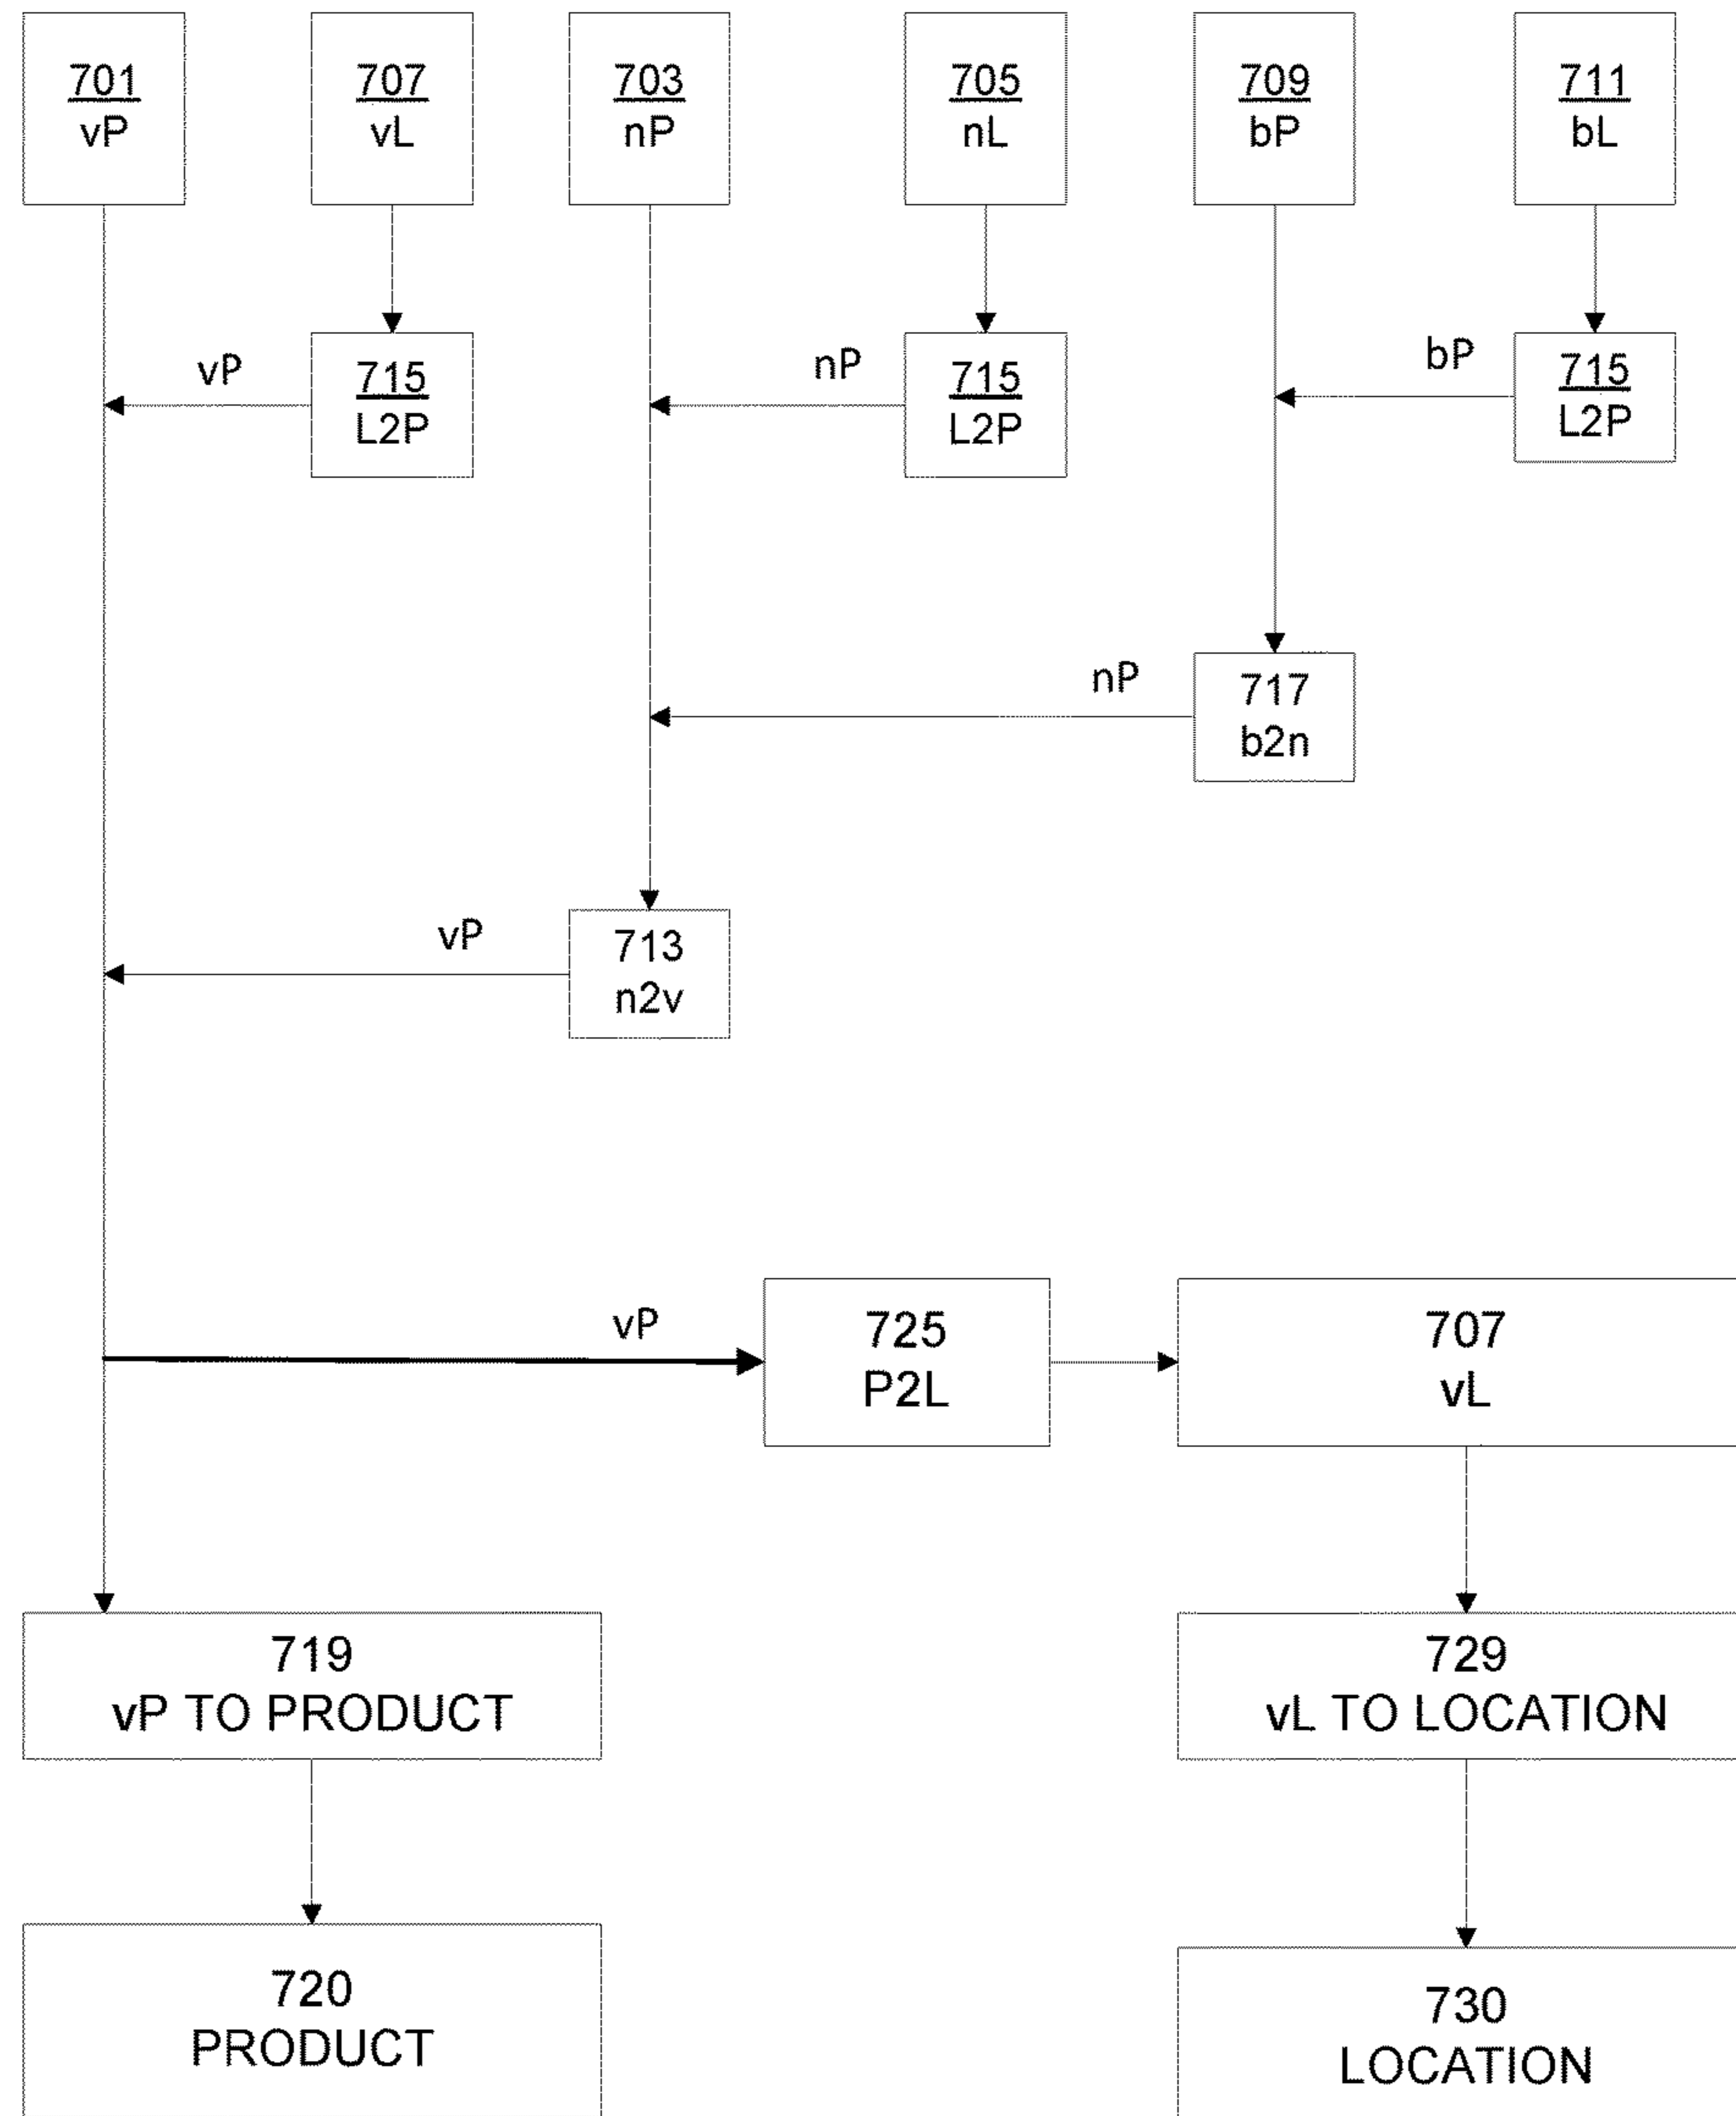 701
vP
707
vL
703
nP
705
nL
709
bP
711
bL
vP
715
L2P
nP
715
L2P
bP
715
L2P
nP
717
b2n
vP
713
n2v
vP
725
P2L
707
vL
719
vP TO PRODUCT
729
vL TO LOCATION
720
PRODUCT
730
LOCATION